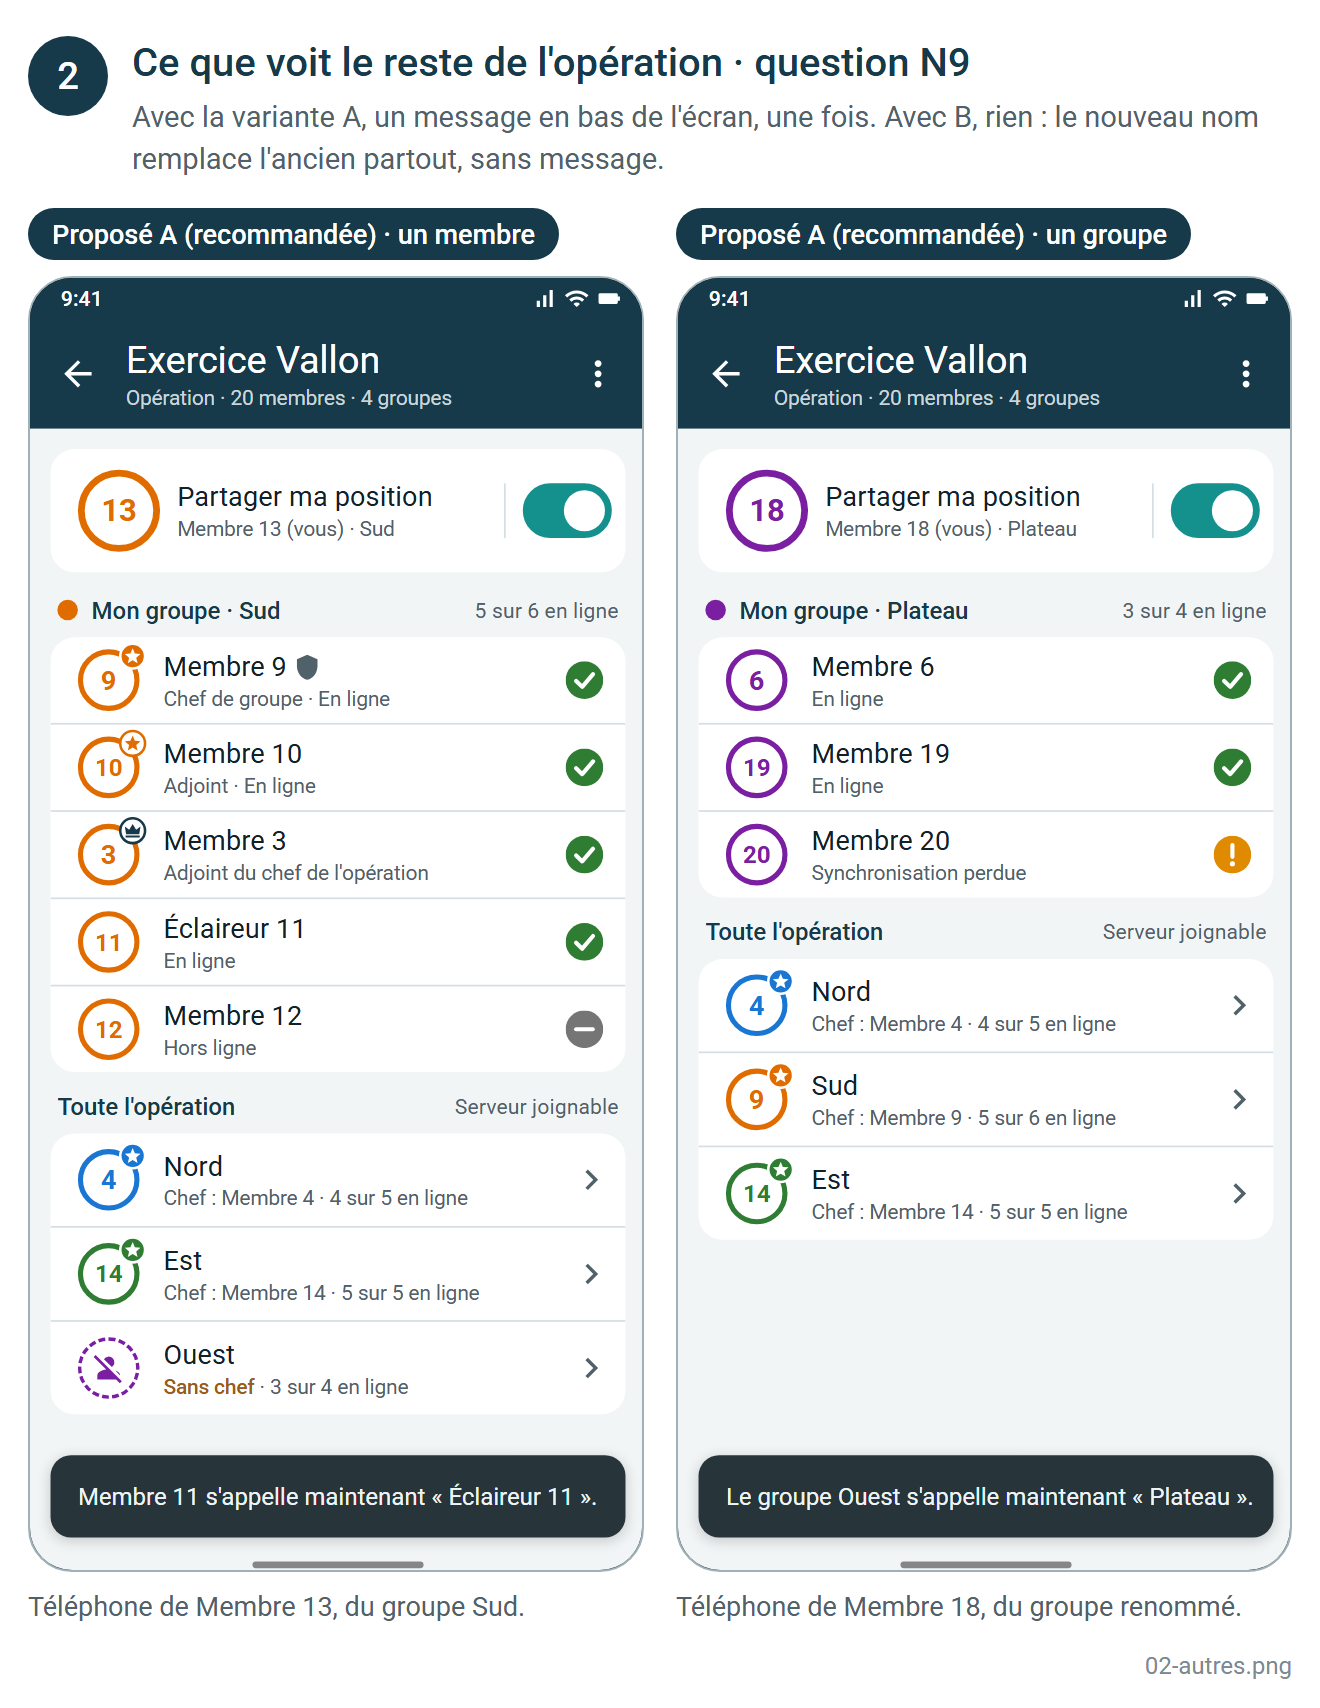 2
Ce que voit le reste de l'opération · question N9
Avec la variante A, un message en bas de l'écran, une fois. Avec B, rien : le nouveau nom
remplace l'ancien partout, sans message.
Proposé A (recommandée) · un membre
9:41
Exercice Vallon
Opération · 20 membres · 4 groupes
13
Partager ma position
Membre 13 (vous) · Sud
Mon groupe · Sud
5 sur 6 en ligne
9
Membre 9
Chef de groupe · En ligne
10
Membre 10
Adjoint · En ligne
3
Membre 3
Adjoint du chef de l'opération
11
Éclaireur 11
En ligne
12
Membre 12
Hors ligne
Toute l'opération
Serveur joignable
4
Nord
Chef : Membre 4 · 4 sur 5 en ligne
14
Est
Chef : Membre 14 · 5 sur 5 en ligne
Ouest
Sans chef · 3 sur 4 en ligne
Membre 11 s'appelle maintenant « Éclaireur 11 ».
Téléphone de Membre 13, du groupe Sud.
Proposé A (recommandée) · un groupe
9:41
Exercice Vallon
Opération · 20 membres · 4 groupes
18
Partager ma position
Membre 18 (vous) · Plateau
Mon groupe · Plateau
3 sur 4 en ligne
6
Membre 6
En ligne
19
Membre 19
En ligne
20
Membre 20
Synchronisation perdue
Toute l'opération
Serveur joignable
4
Nord
Chef : Membre 4 · 4 sur 5 en ligne
9
Sud
Chef : Membre 9 · 5 sur 6 en ligne
14
Est
Chef : Membre 14 · 5 sur 5 en ligne
Le groupe Ouest s'appelle maintenant « Plateau ».
Téléphone de Membre 18, du groupe renommé.
02-autres.png